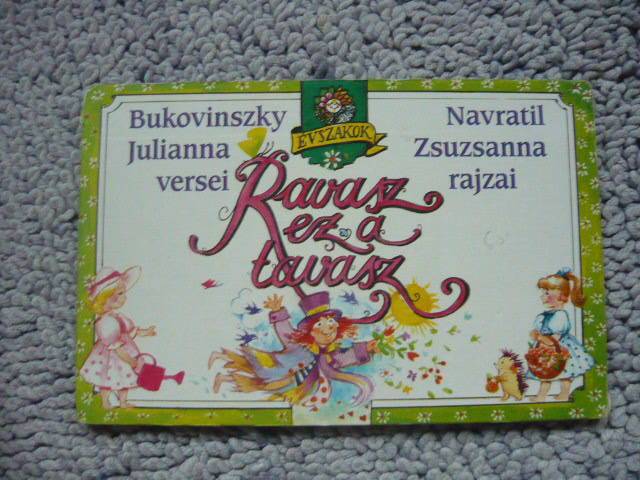 Bukovinszky
Julianna
versei
ÉVSZAKOK
Navratil
Zsuzsanna
rajzai
Ravasz
ez a
tavasz